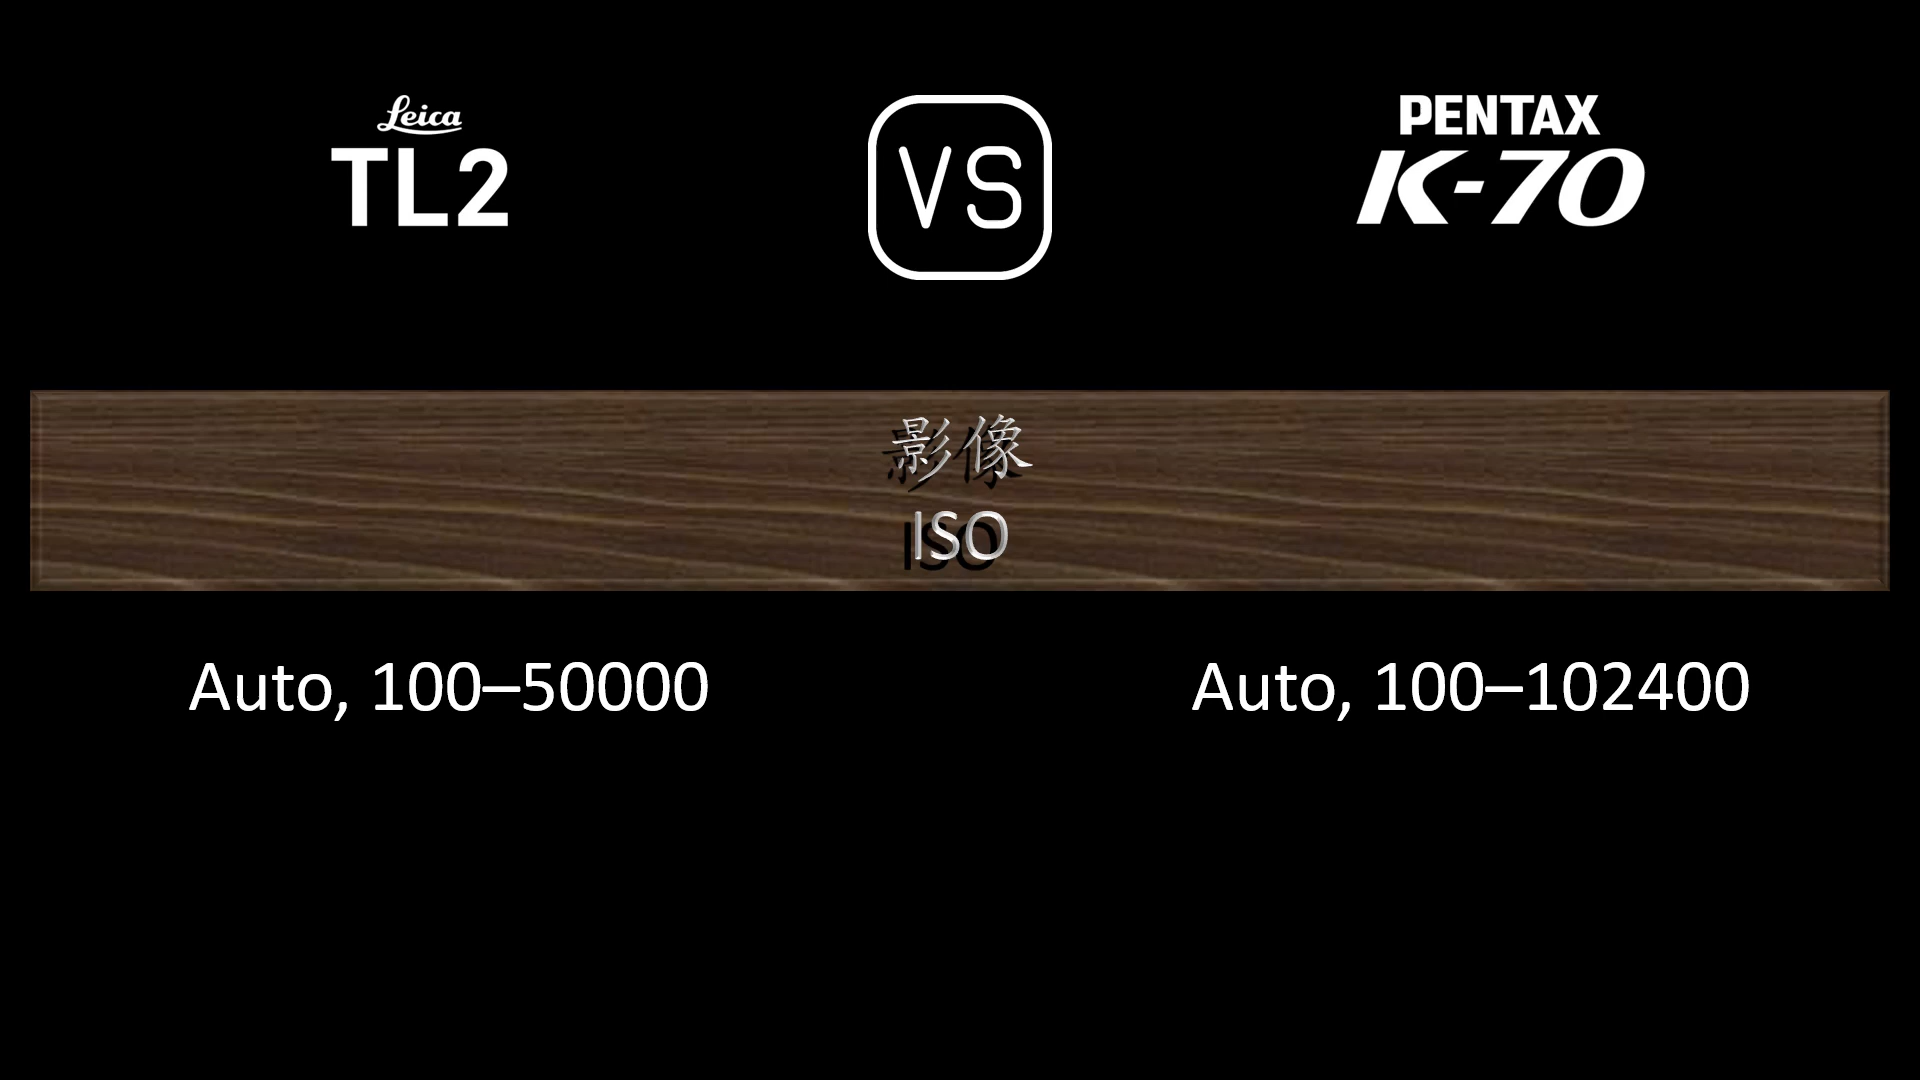 Leica
TL2
VS
PENTAX
K-70
影像
ISO
Auto, 100–50000
Auto, 100–102400